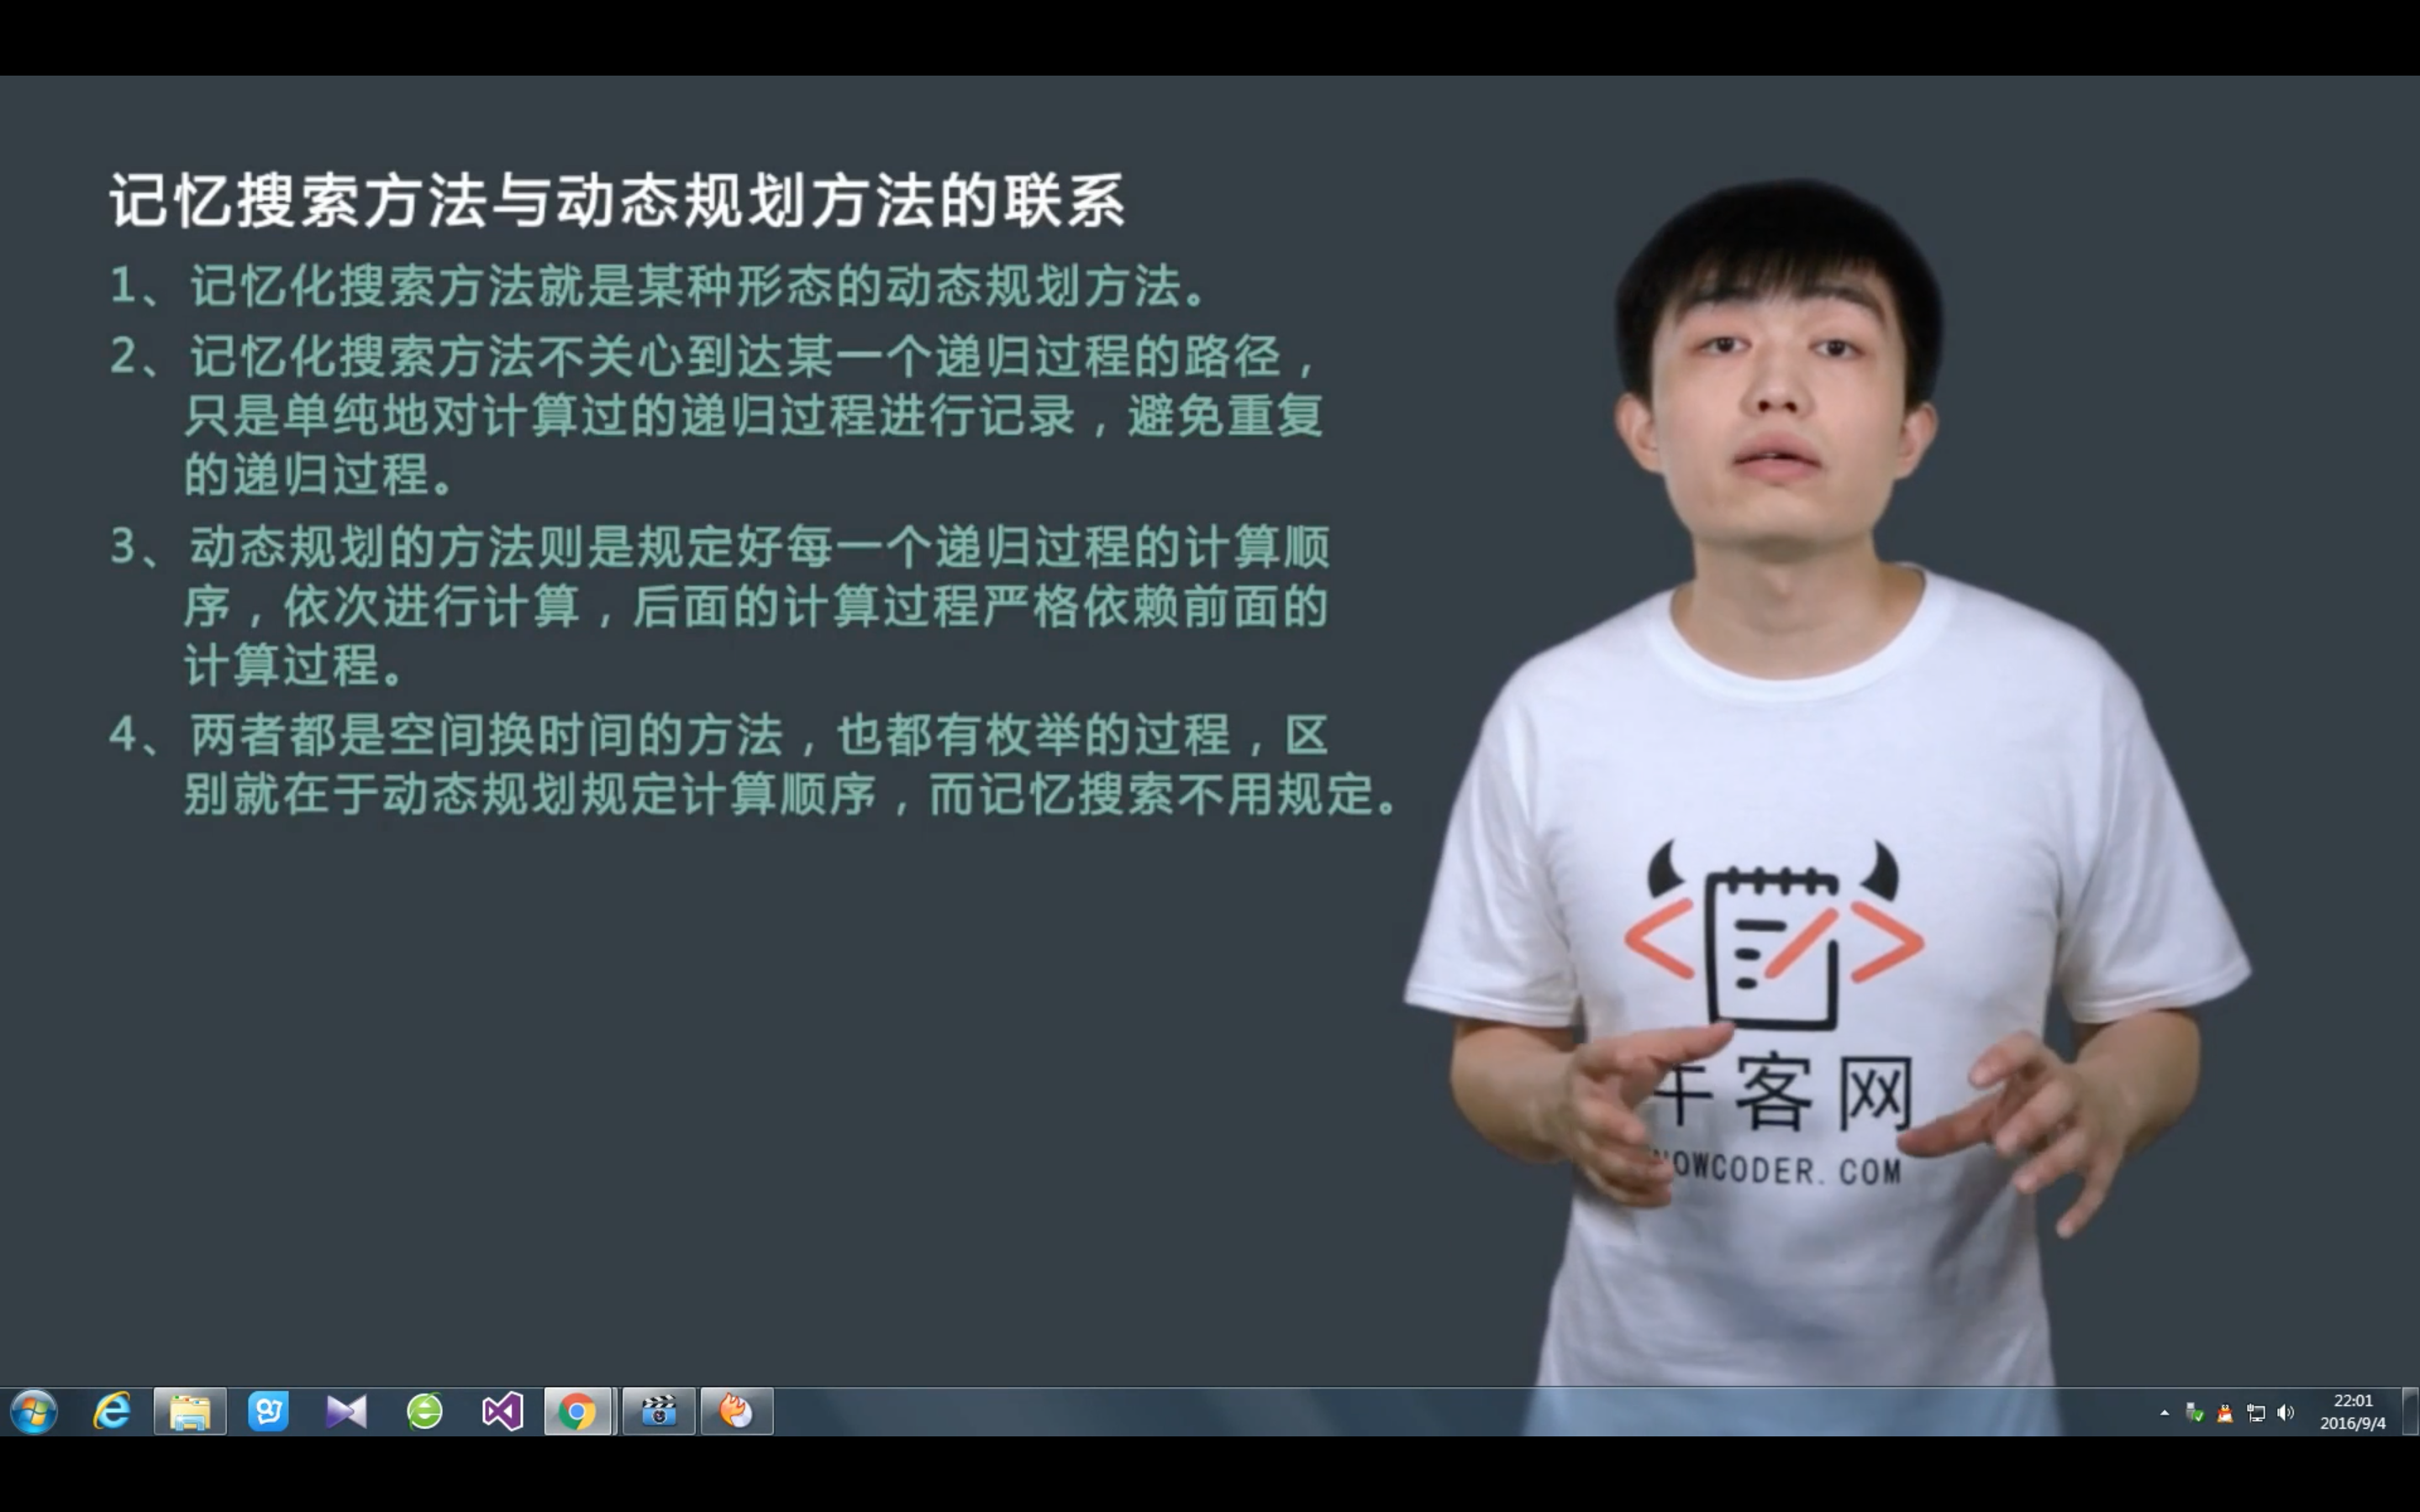 记忆搜索方法与动态规划方法的联系
1、记忆化搜索方法就是某种形态的动态规划方法。
2、记忆化搜索方法不关心到达某一个递归过程的路径，
只是单纯地对计算过的递归过程进行记录，避免重复
的递归过程。
3、动态规划的方法则是规定好每一个递归过程的计算顺
序，依次进行计算，后面的计算过程严格依赖前面的
计算过程。
4、两者都是空间换时间的方法，也都有枚举的过程，区
别就在于动态规划规定计算顺序，而记忆搜索不用规定。
牛客网
NOWCODER.COM
22:01
2016/9/4